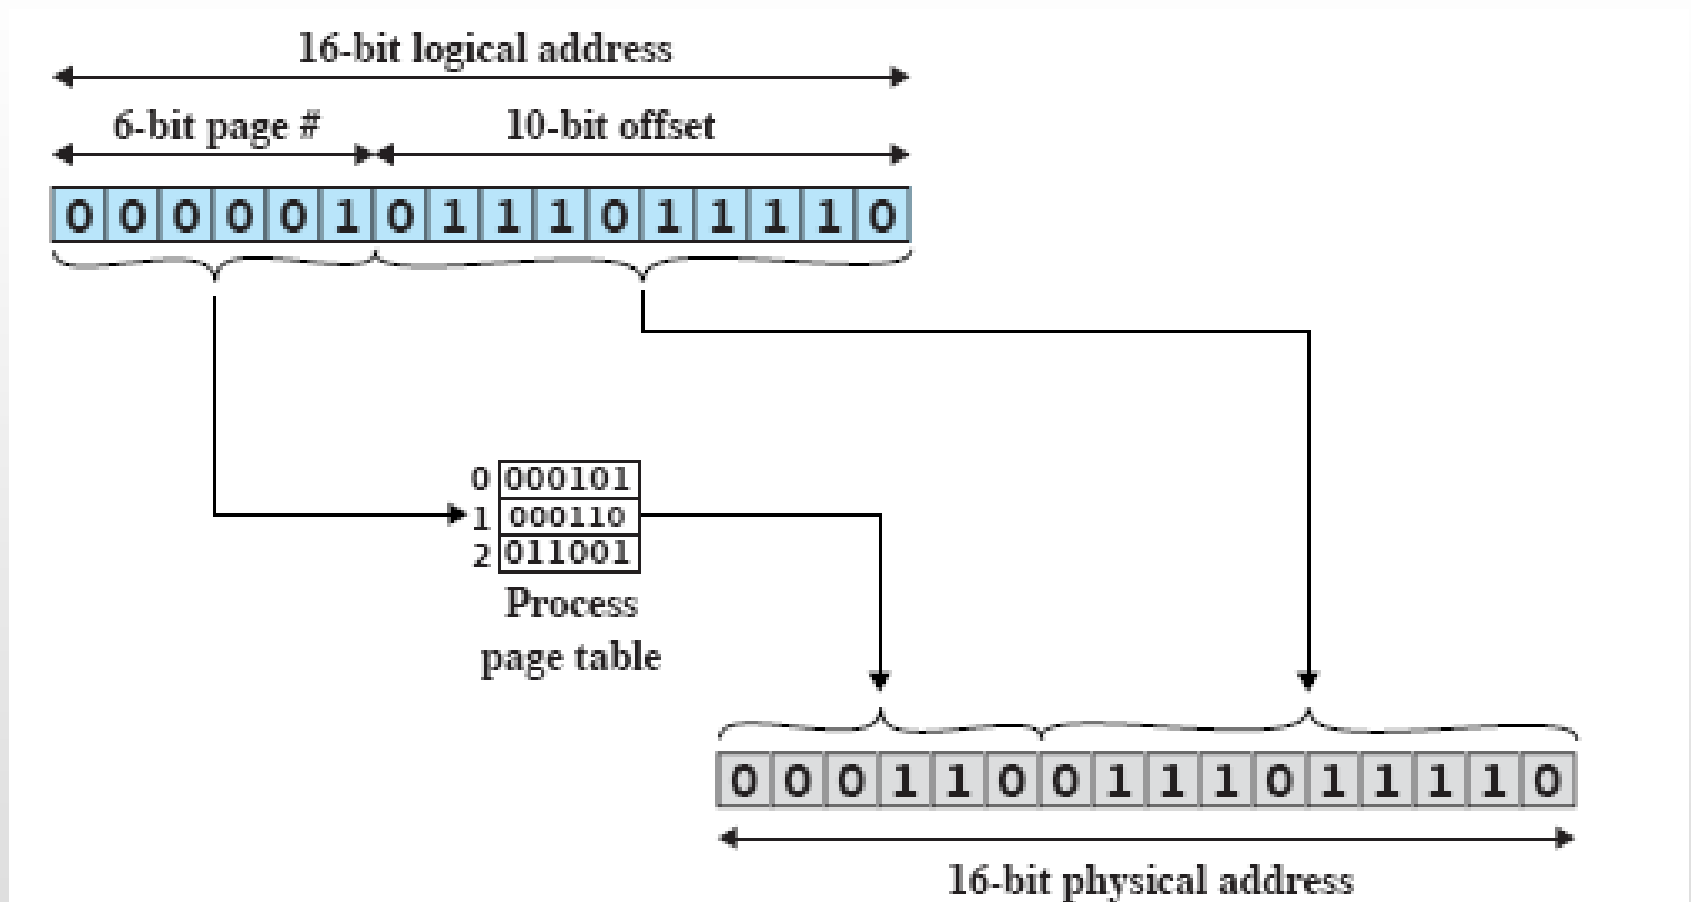 16-bit logical address
6-bit page # 10-bit offset
0 0 0 0 0 1 0 1 1 1 0 1 1 1 1 0
0 000101
1 000110
2 011001
Process
page table
0 0 0 1 1 0 0 1 1 1 0 1 1 1 1 0
16-bit physical address